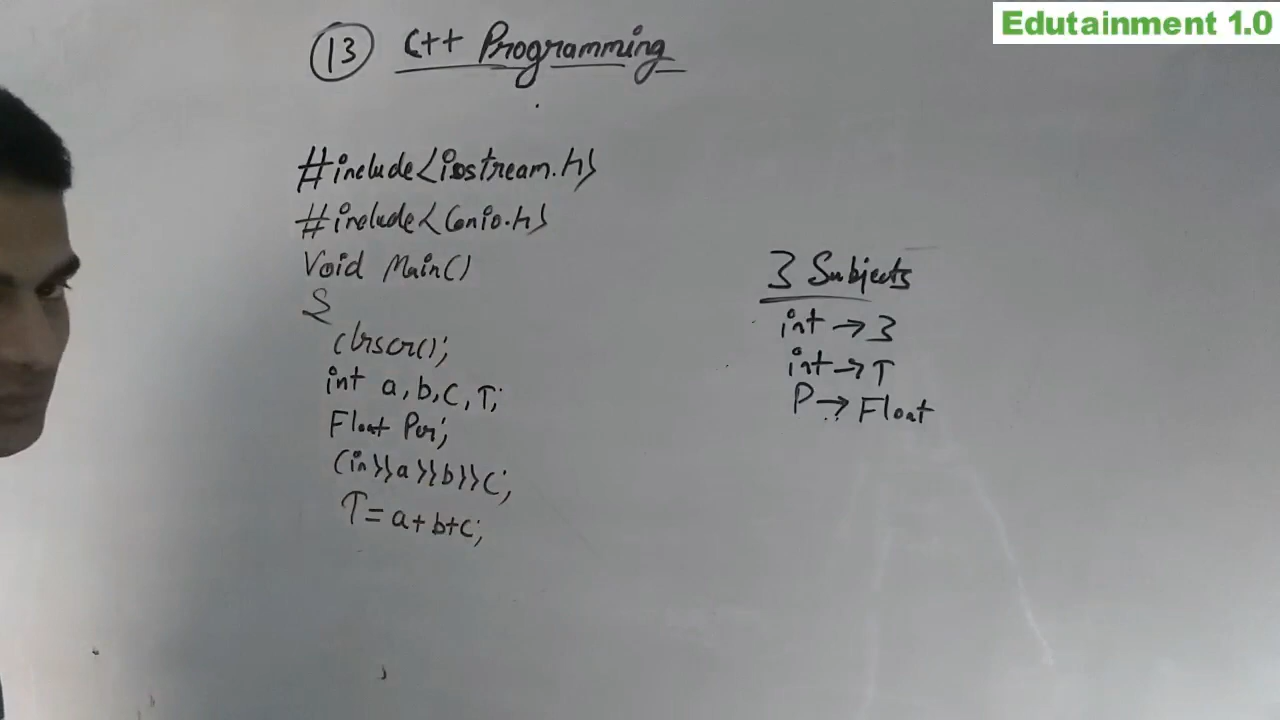 Edutainment 1.0
13 C++ Programming
#include<iostream.h>
#include<conio.h>
Void Main()
{
clrscr();
int a,b,c,T;
Float Per;
Cin>>a>>b>>c;
T=a+b+c;
3 Subjects
int→3
int→T
P→Float